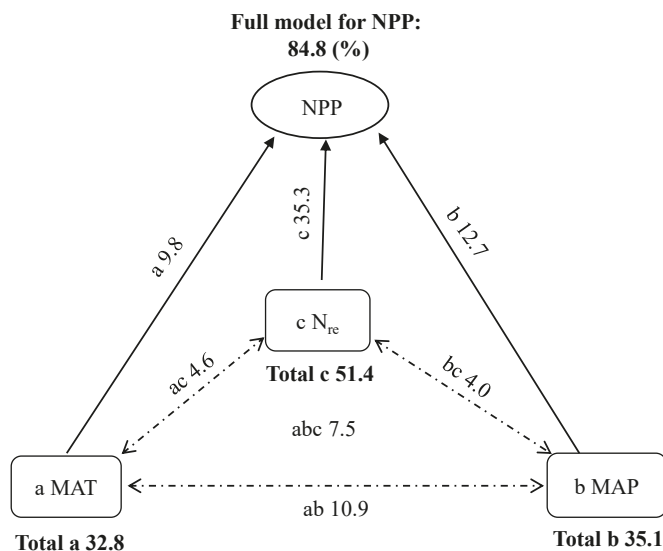 Full model for NPP:
84.8 (%)
NPP
a 9.8
c 35.3
b 12.7
c Nre
ac 4.6
Total c 51.4
bc 4.0
abc 7.5
a MAT
b MAP
ab 10.9
Total a 32.8
Total b 35.1